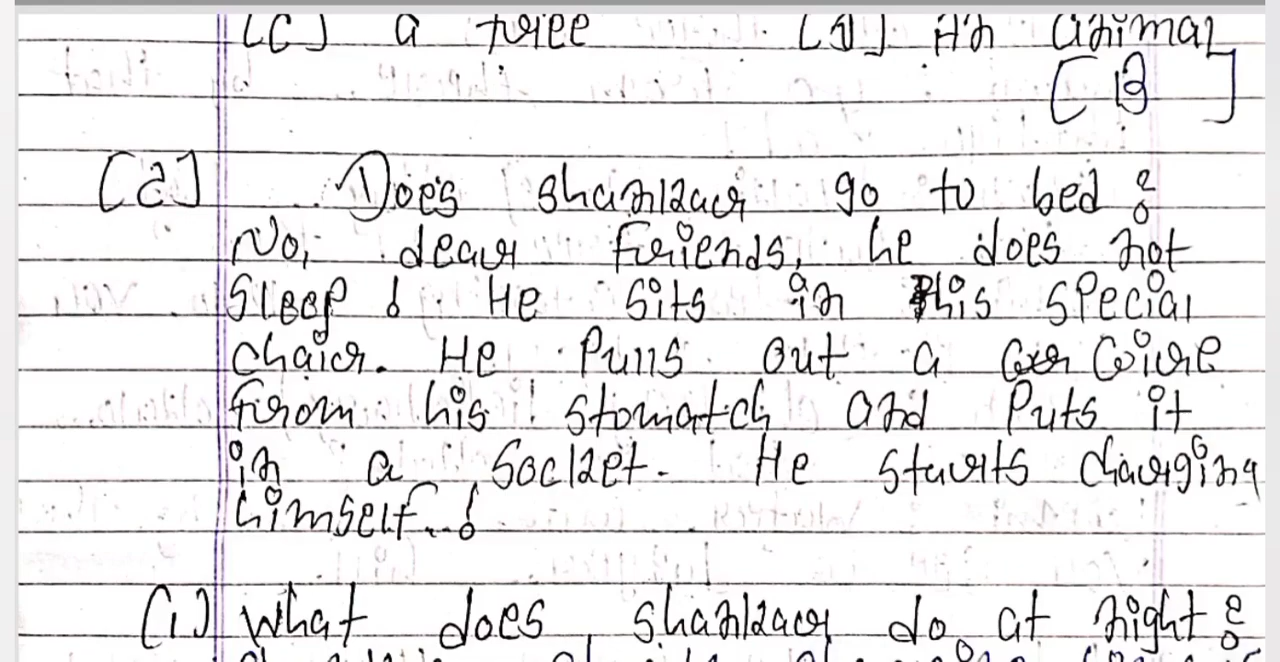 [C] a tree [D] An animal
[B]
[2] Does shankar go to bed ?
No, dear friends, he does not
sleep ! He sits in his special
chair. He Pulls out a wire
from his stomatch and Puts it
in a socket. He starts charging
himself..!
(1) What does shankar do at night ?